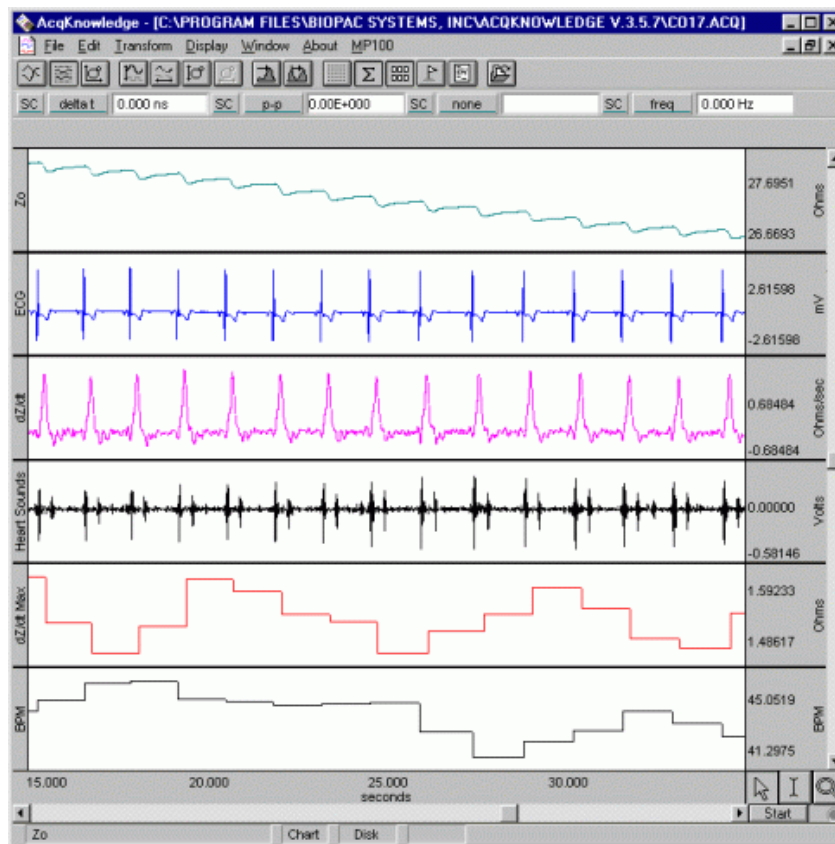 AcqKnowledge - [C:\PROGRAM FILES\BIOPAC SYSTEMS, INC\ACQKNOWLEDGE V.3.5.7\CO17.ACQ]
File Edit Transform Display Window About MP100
SC delta t 0.000 ns SC p-p 0.00E+000 SC none SC freq 0.000 Hz
Zo 27.6951 Ohms
26.6693
ECG 2.61598 mV
-2.61598
dZ/dt 0.68484 Ohms/sec
-0.68484
Heart Sounds 0.00000 Volts
-0.58146
dZ/dt Max 1.59233 Ohms
1.48617
BPM 45.0519 BPM
41.2975
15.000 20.000 25.000 30.000
seconds
Start
Zo Chart Disk